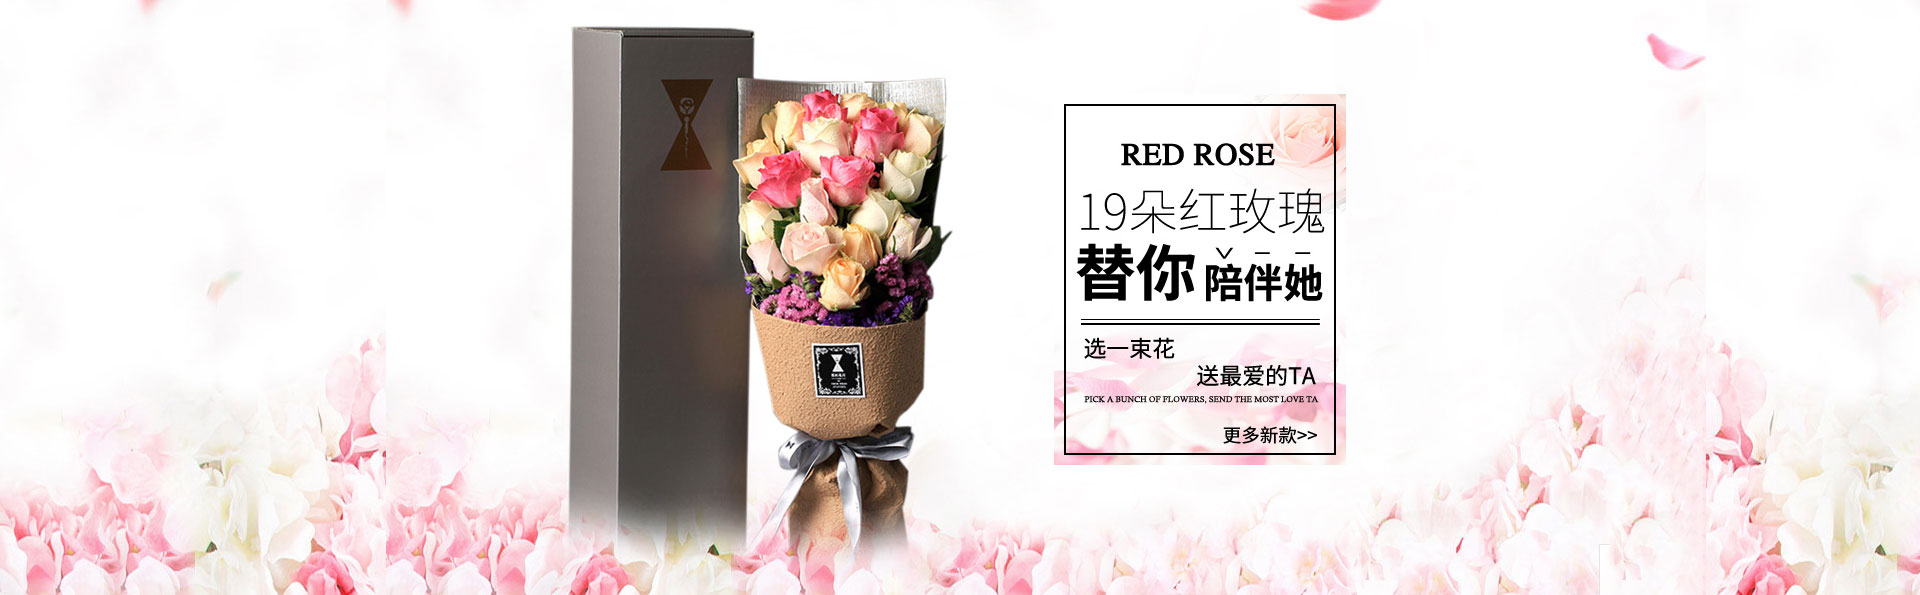 RED ROSE
19朵红玫瑰
替你 陪伴她
选一束花
送最爱的TA
PICK A BUNCH OF FLOWERS, SEND THE MOST LOVE TA
更多新款>>